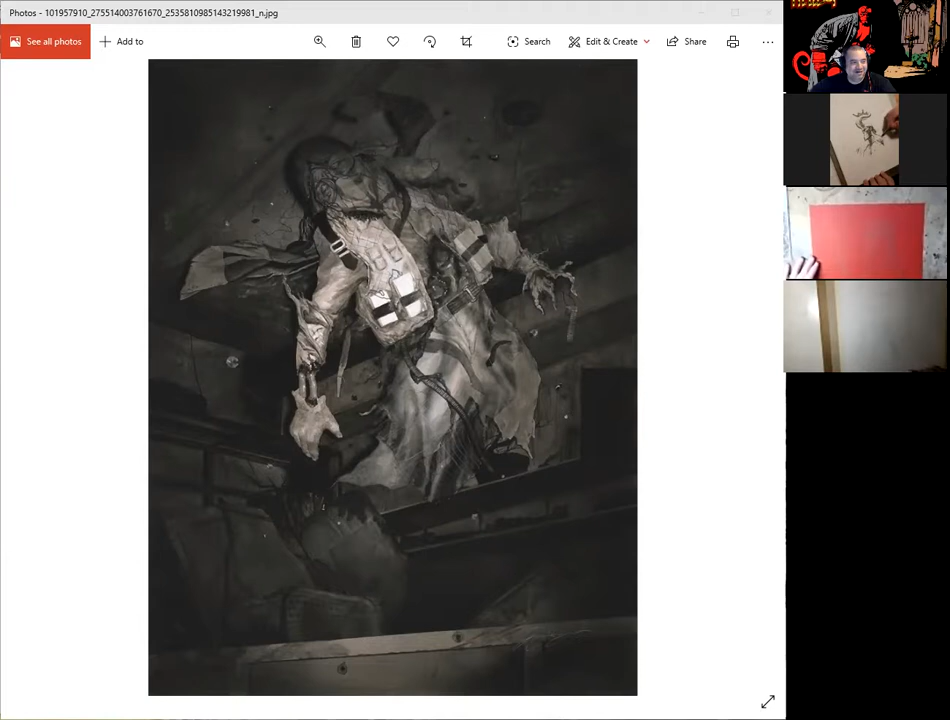 Photos - 101957910_275514003761670_2535810985143219981_n.jpg
See all photos
Add to
Search
Edit & Create
Share